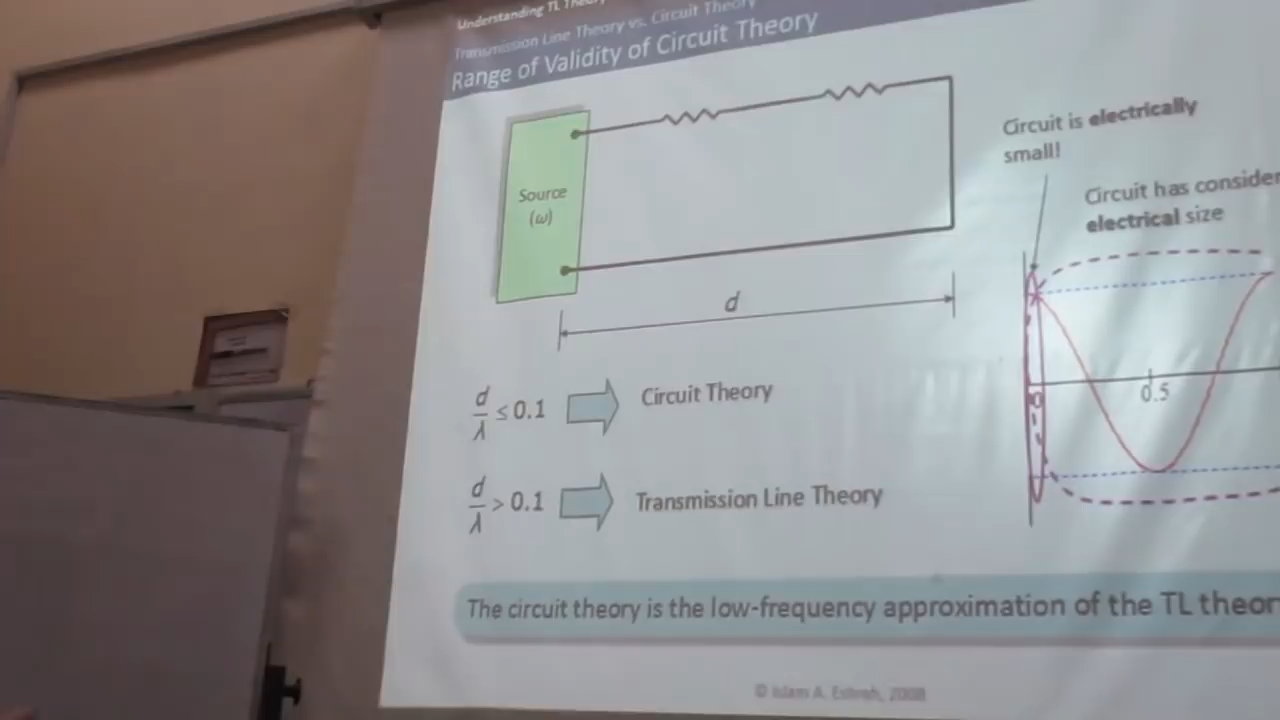 Understanding TL Theory
Transmission Line Theory vs. Circuit Theory
Range of Validity of Circuit Theory
Circuit is electrically
small!
Circuit has consider
electrical size
Source
(ω)
d
0
0.5
d/λ ≤ 0.1
Circuit Theory
d/λ > 0.1
Transmission Line Theory
The circuit theory is the low-frequency approximation of the TL theor
© Islam A. Eshrah, 2008